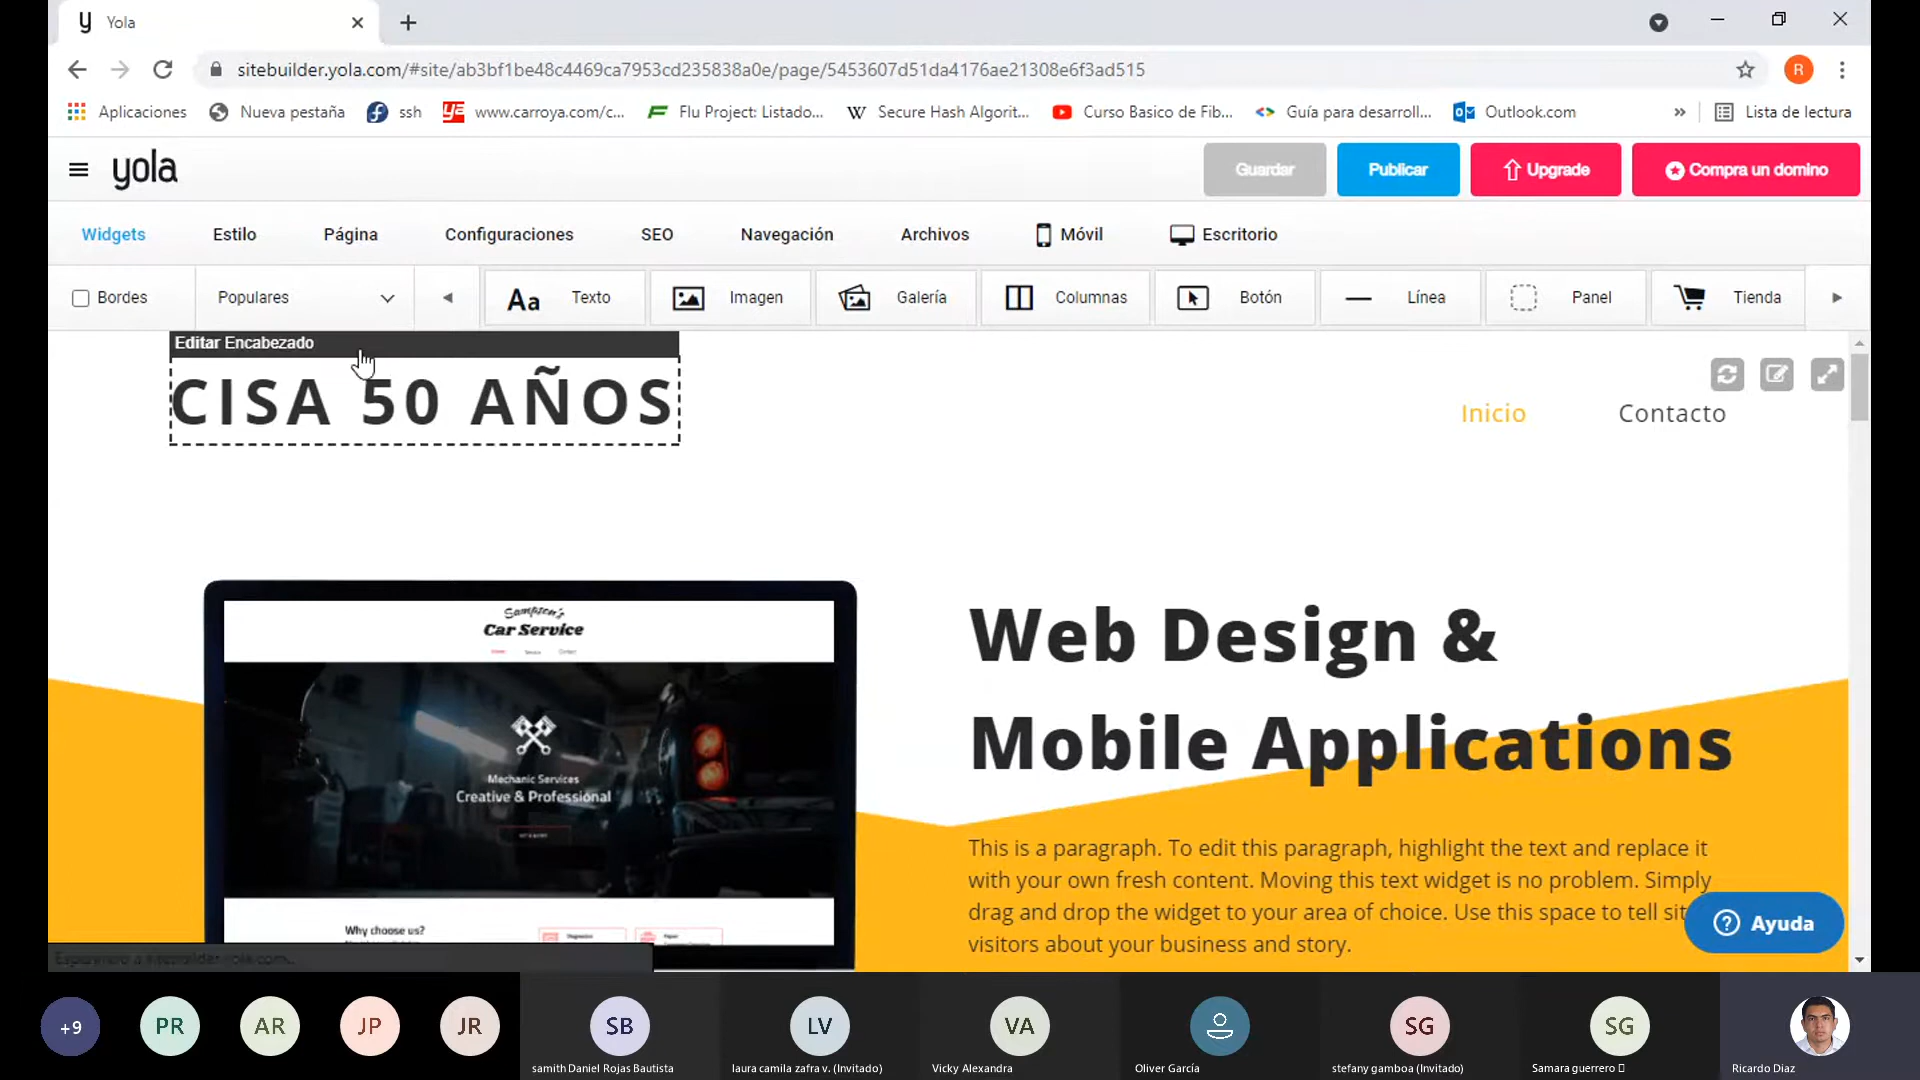 Yola
sitebuilder.yola.com/#site/ab3bf1be48c4469ca7953cd235838a0e/page/5453607d51da4176ae21308e6f3ad515
R
Aplicaciones Nueva pestaña ssh www.carroya.com/c... Flu Project: Listado... Secure Hash Algorit... Curso Basico de Fib... Guía para desarroll... Outlook.com » Lista de lectura
yola Guardar Publicar Upgrade Compra un domino
Widgets Estilo Página Configuraciones SEO Navegación Archivos Móvil Escritorio
Bordes Populares Aa Texto Imagen Galería Columnas Botón Línea Panel Tienda
Editar Encabezado
CISA 50 AÑOS
Inicio Contacto
Sampson's
Car Service
Home Service Contact
Mechanic Services
Creative & Professional
Why choose us?
Web Design &
Mobile Applications
This is a paragraph. To edit this paragraph, highlight the text and replace it
with your own fresh content. Moving this text widget is no problem. Simply
drag and drop the widget to your area of choice. Use this space to tell sit
visitors about your business and story.
Ayuda
+9 PR AR JP JR SB LV VA SG SG
samith Daniel Rojas Bautista laura camila zafra v. (Invitado) Vicky Alexandra Oliver García stefany gamboa (Invitado) Samara guerrero Ricardo Diaz